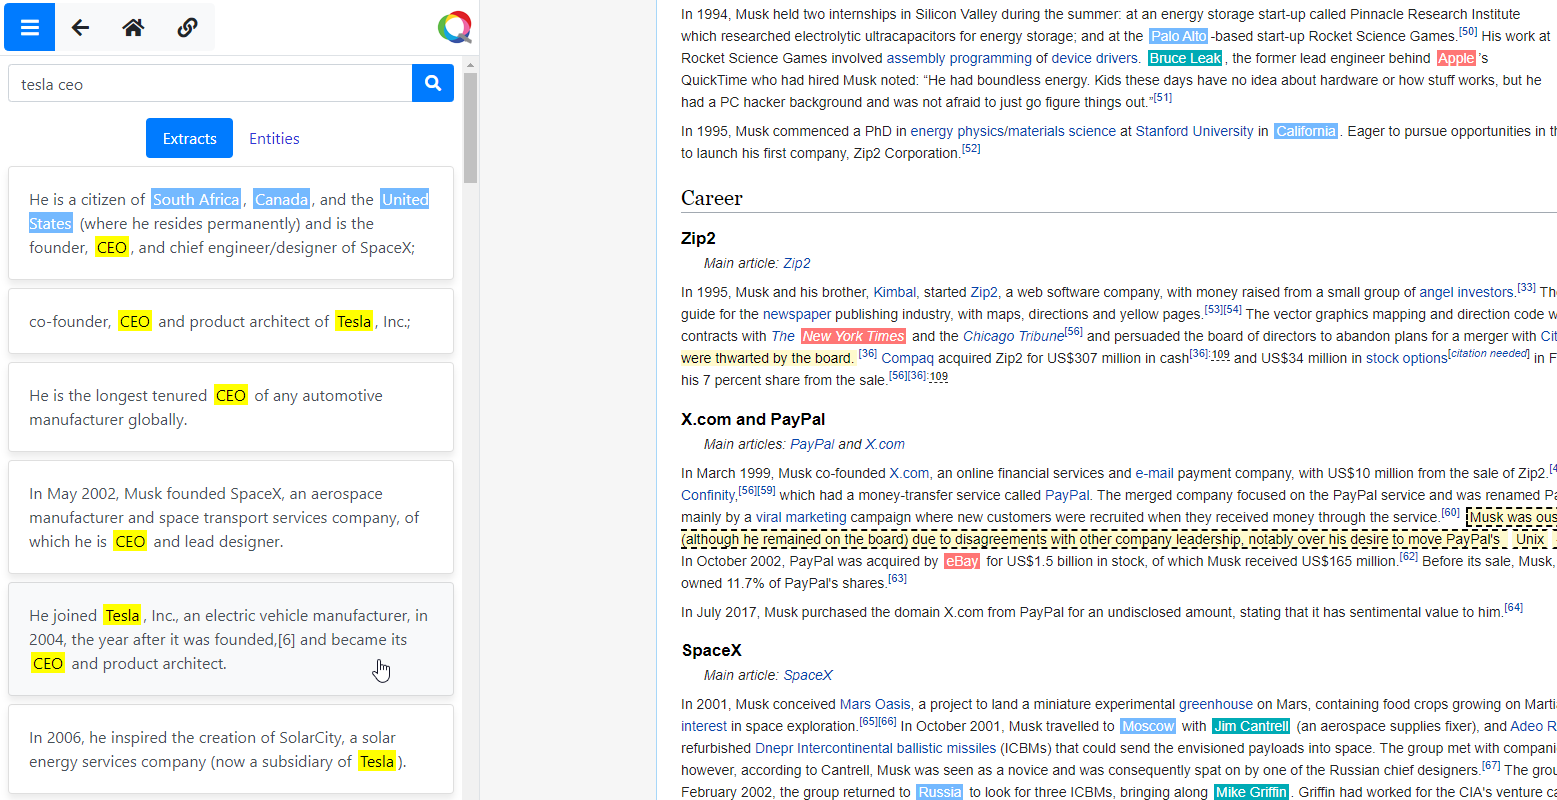 tesla ceo
Extracts
Entities
He is a citizen of South Africa , Canada , and the United
States (where he resides permanently) and is the
founder, CEO , and chief engineer/designer of SpaceX;
co-founder, CEO and product architect of Tesla , Inc.;
He is the longest tenured CEO of any automotive
manufacturer globally.
In May 2002, Musk founded SpaceX, an aerospace
manufacturer and space transport services company, of
which he is CEO and lead designer.
He joined Tesla , Inc., an electric vehicle manufacturer, in
2004, the year after it was founded,[6] and became its
CEO and product architect.
In 2006, he inspired the creation of SolarCity, a solar
energy services company (now a subsidiary of Tesla ).
In 1994, Musk held two internships in Silicon Valley during the summer: at an energy storage start-up called Pinnacle Research Institute
which researched electrolytic ultracapacitors for energy storage; and at the Palo Alto -based start-up Rocket Science Games.[50] His work at
Rocket Science Games involved assembly programming of device drivers. Bruce Leak , the former lead engineer behind Apple 's
QuickTime who had hired Musk noted: “He had boundless energy. Kids these days have no idea about hardware or how stuff works, but he
had a PC hacker background and was not afraid to just go figure things out.”[51]
In 1995, Musk commenced a PhD in energy physics/materials science at Stanford University in California . Eager to pursue opportunities in th
to launch his first company, Zip2 Corporation.[52]
Career
Zip2
Main article: Zip2
In 1995, Musk and his brother, Kimbal, started Zip2, a web software company, with money raised from a small group of angel investors.[33] Th
guide for the newspaper publishing industry, with maps, directions and yellow pages.[53][54] The vector graphics mapping and direction code w
contracts with The New York Times and the Chicago Tribune[56] and persuaded the board of directors to abandon plans for a merger with Cit
were thwarted by the board. [36] Compaq acquired Zip2 for US$307 million in cash[36]:109 and US$34 million in stock options[citation needed] in F
his 7 percent share from the sale.[56][36]:109
X.com and PayPal
Main articles: PayPal and X.com
In March 1999, Musk co-founded X.com, an online financial services and e-mail payment company, with US$10 million from the sale of Zip2.[4
Confinity,[56][59] which had a money-transfer service called PayPal. The merged company focused on the PayPal service and was renamed Pa
mainly by a viral marketing campaign where new customers were recruited when they received money through the service.[60] Musk was ous
(although he remained on the board) due to disagreements with other company leadership, notably over his desire to move PayPal's Unix
In October 2002, PayPal was acquired by eBay for US$1.5 billion in stock, of which Musk received US$165 million.[62] Before its sale, Musk,
owned 11.7% of PayPal's shares.[63]
In July 2017, Musk purchased the domain X.com from PayPal for an undisclosed amount, stating that it has sentimental value to him.[64]
SpaceX
Main article: SpaceX
In 2001, Musk conceived Mars Oasis, a project to land a miniature experimental greenhouse on Mars, containing food crops growing on Marti
interest in space exploration.[65][66] In October 2001, Musk travelled to Moscow with Jim Cantrell (an aerospace supplies fixer), and Adeo R
refurbished Dnepr Intercontinental ballistic missiles (ICBMs) that could send the envisioned payloads into space. The group met with compani
however, according to Cantrell, Musk was seen as a novice and was consequently spat on by one of the Russian chief designers.[67] The grou
February 2002, the group returned to Russia to look for three ICBMs, bringing along Mike Griffin . Griffin had worked for the CIA's venture ca